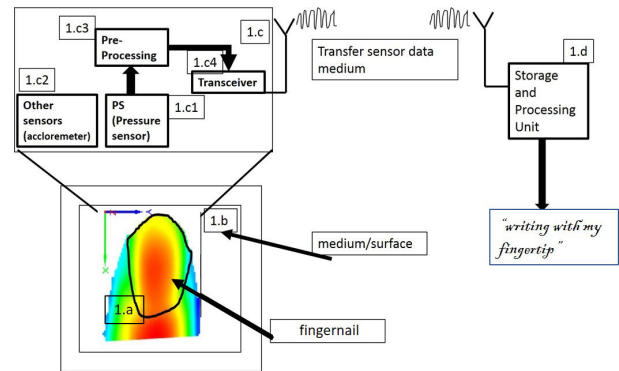 1.c3
Pre-
Processing
1.c
1.c4
Transceiver
1.c2
Other
sensors
(accloremeter)
PS
(Pressure
sensor)
1.c1
Transfer sensor data
medium
1.d
Storage
and
Processing
Unit
"writing with my
fingertip"
Y
X
1.b
medium/surface
1.a
fingernail